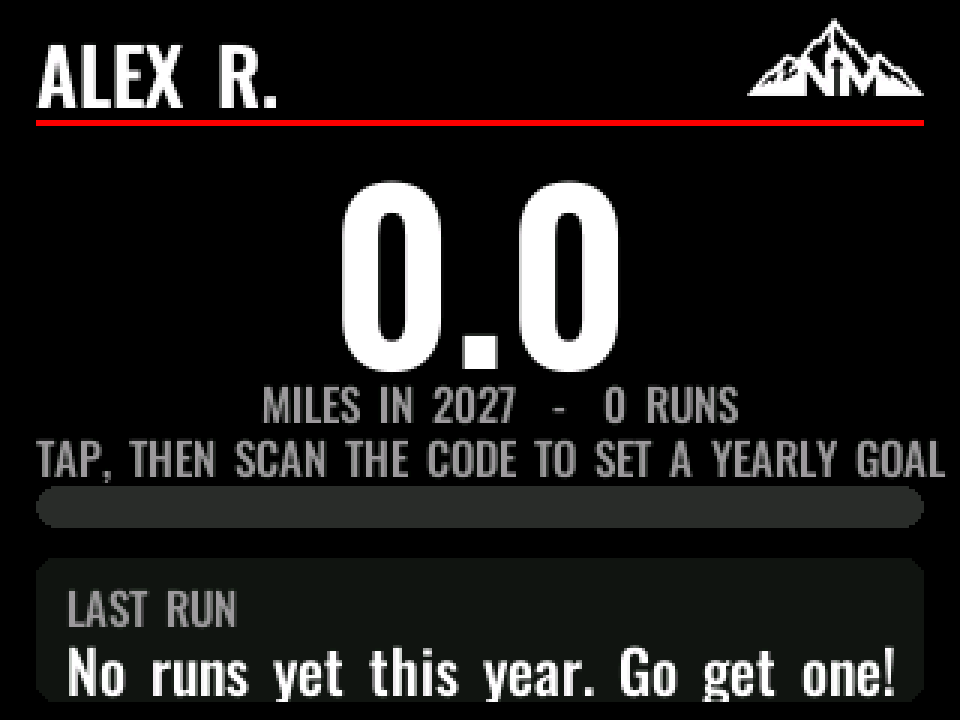 ALEX R.
NM
0.0
MILES IN 2027 - 0 RUNS
TAP, THEN SCAN THE CODE TO SET A YEARLY GOAL
LAST RUN
No runs yet this year. Go get one!